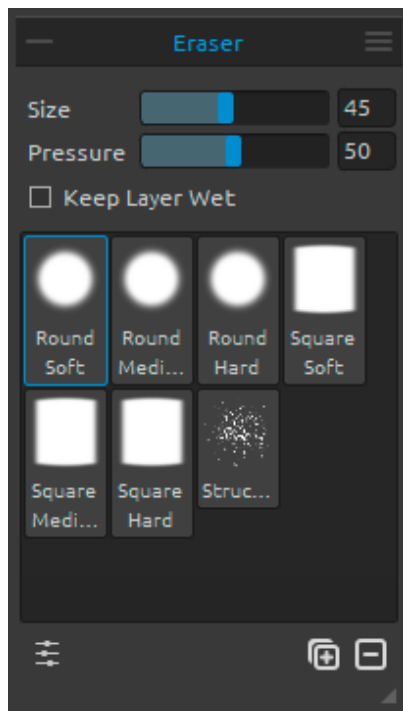 Eraser
Size 45
Pressure 50
Keep Layer Wet
Round Soft
Round Medi...
Round Hard
Square Soft
Square Medi...
Square Hard
Struc...